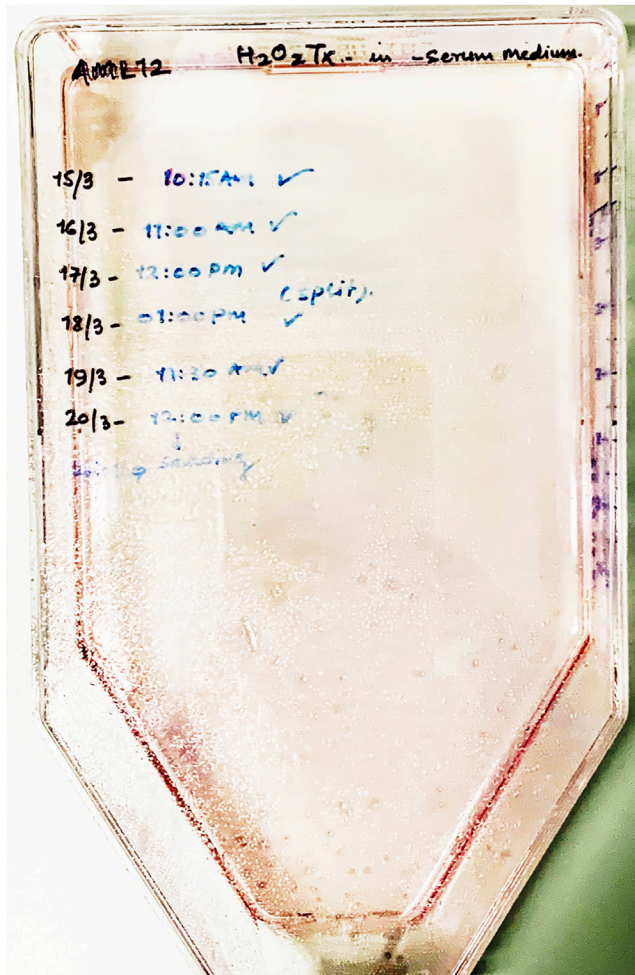 AML12 H2O2 Tx.- in -serum medium.
15/3 - 10:15AM ✓
16/3 - 11:00 AM ✓
17/3 - 12:00 PM ✓
(split).
18/3 - 01:00 PM ✓
19/3 - 11:30 AM ✓
20/3 - 12:00 PM ✓
↓
seeding